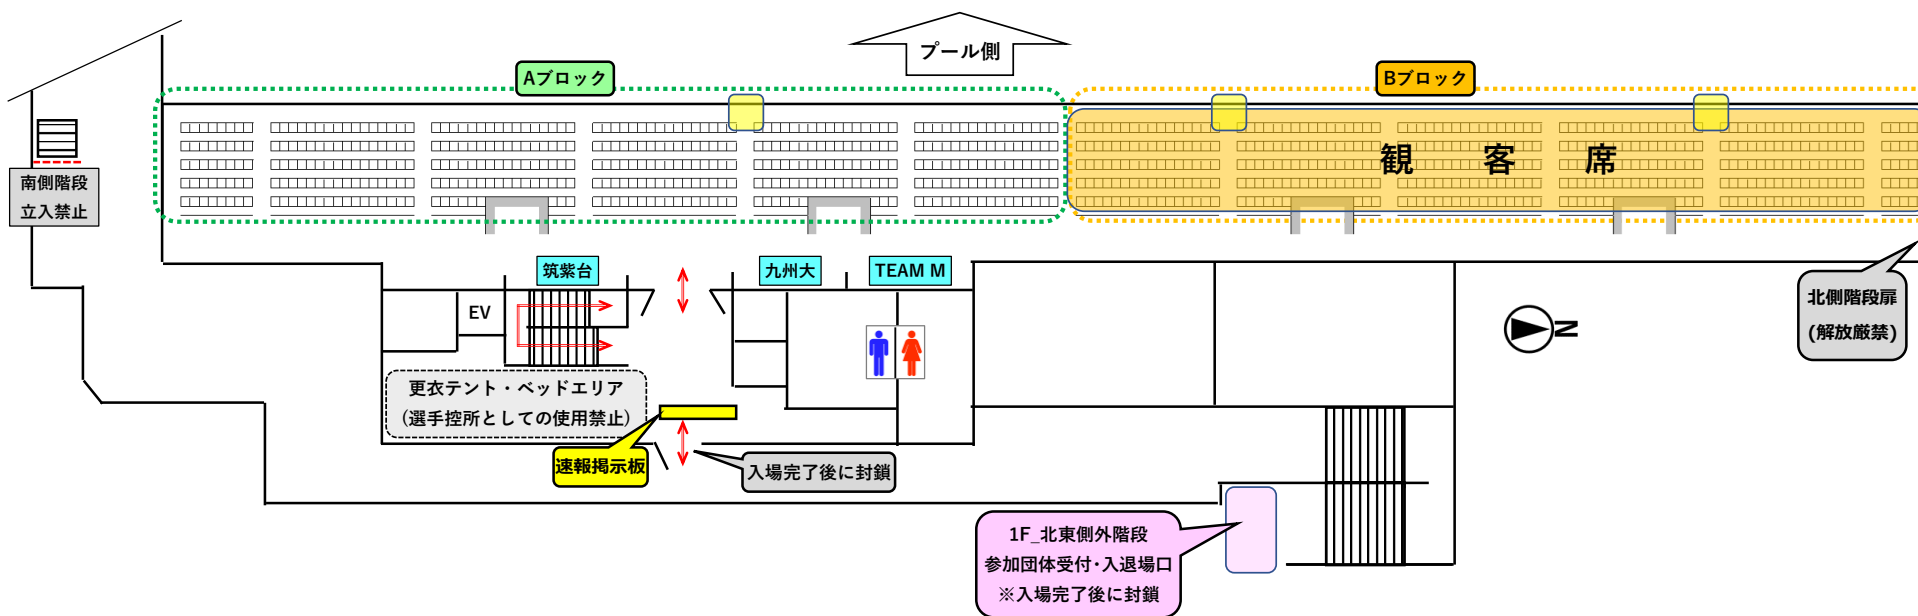 プール側
Aブロック
Bブロック
観客席
南側階段
立入禁止
筑紫台
九州大
TEAM M
EV
北側階段扉
(解放厳禁)
N
更衣テント・ベッドエリア
(選手控所としての使用禁止)
速報掲示板
入場完了後に封鎖
1F_北東側外階段
参加団体受付・入退場口
※入場完了後に封鎖